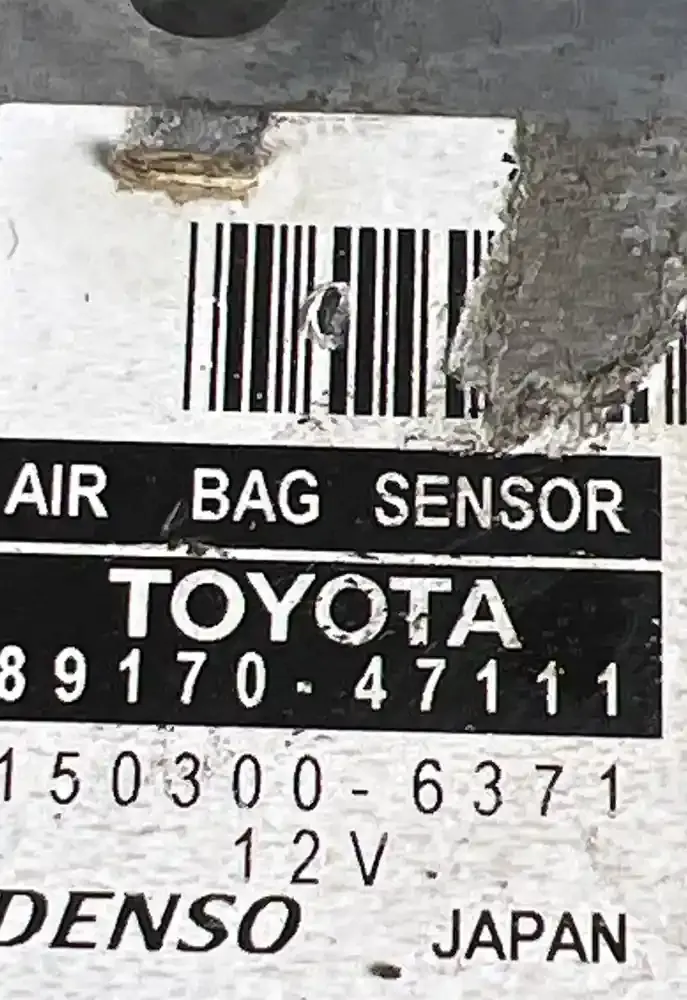 AIR BAG SENSOR
TOYOTA
89170-47111
150300-6371
12V
DENSO JAPAN